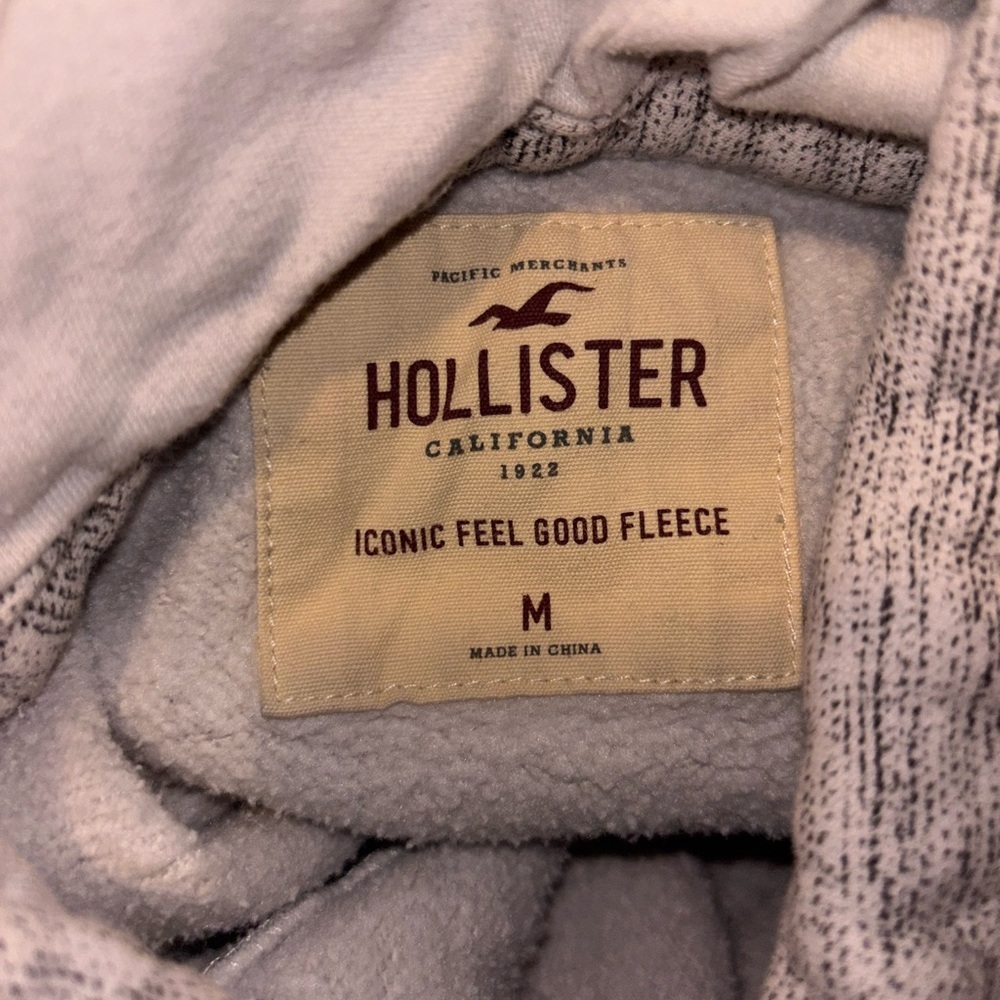 PACIFIC MERCHANTS
HOLLISTER
CALIFORNIA
1922
ICONIC FEEL GOOD FLEECE
M
MADE IN CHINA